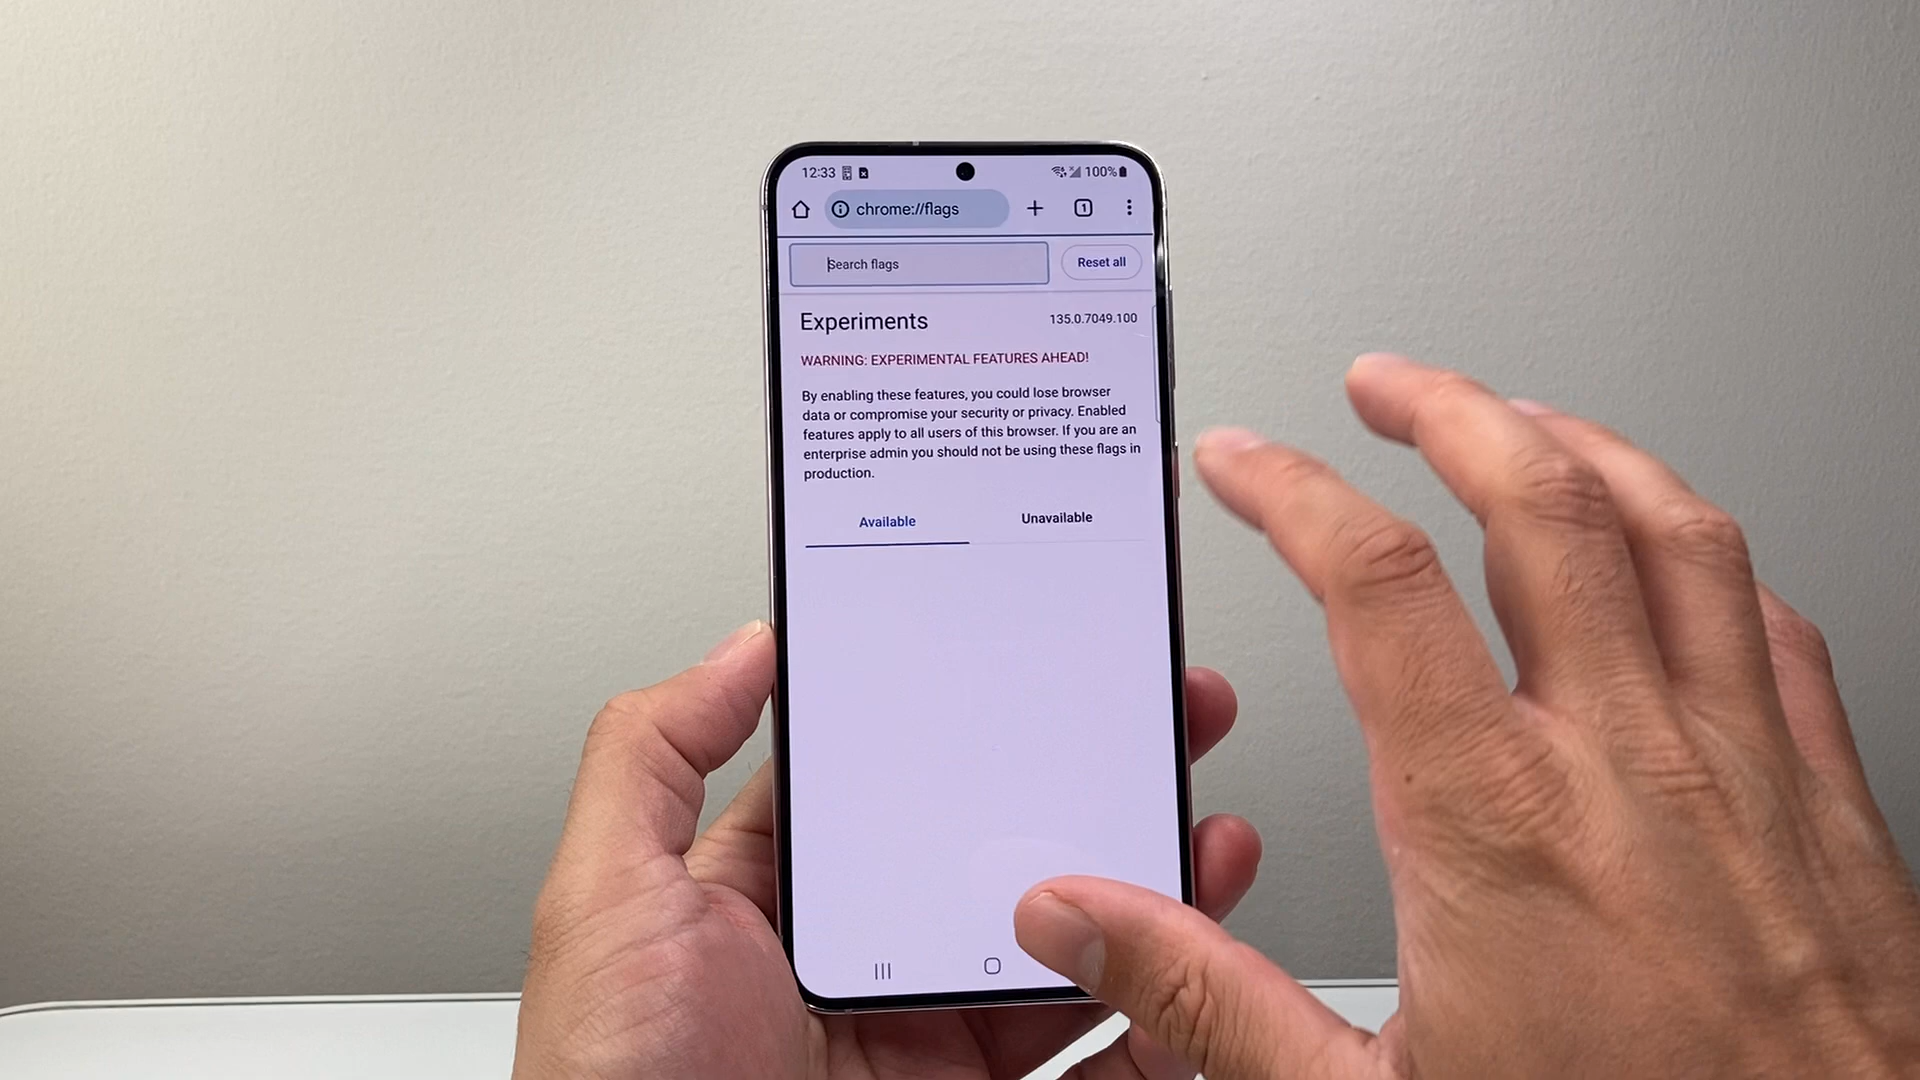 12:33 100%
chrome://flags 1
Search flags Reset all
Experiments 135.0.7049.100
WARNING: EXPERIMENTAL FEATURES AHEAD!
By enabling these features, you could lose browser
data or compromise your security or privacy. Enabled
features apply to all users of this browser. If you are an
enterprise admin you should not be using these flags in
production.
Available Unavailable